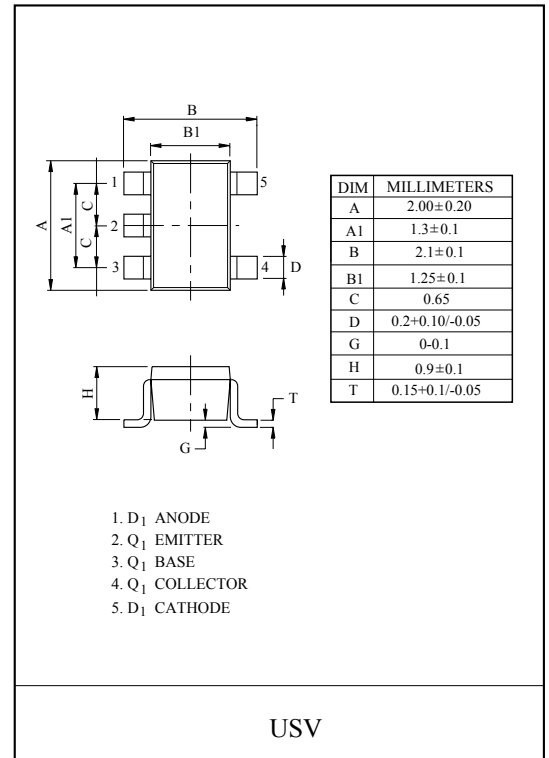 B
B1
1
5
C
A
A1
2
C
3
4
D
DIM MILLIMETERS
A 2.00±0.20
A1 1.3±0.1
B 2.1±0.1
B1 1.25±0.1
C 0.65
D 0.2+0.10/-0.05
G 0-0.1
H 0.9±0.1
T 0.15+0.1/-0.05
H
T
G
1. D1 ANODE
2. Q1 EMITTER
3. Q1 BASE
4. Q1 COLLECTOR
5. D1 CATHODE
USV